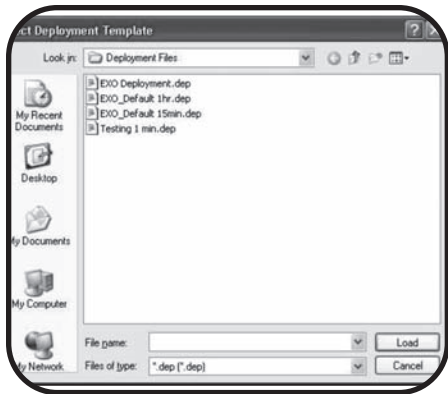 ct Deployment Template
Look in: Deployment Files
EXO Deployment.dep
EXO_Default 1hr.dep
EXO_Default 15min.dep
Testing 1 min.dep
My Recent
Documents
Desktop
My Documents
My Computer
My Network
File name:
Load
Files of type: *.dep (*.dep)
Cancel